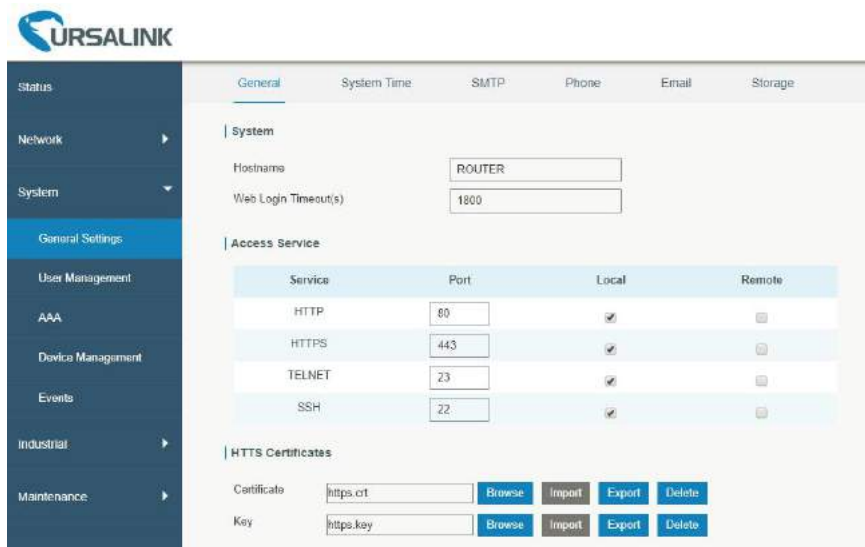 URSALINK
Status
Network
System
General Settings
User Management
AAA
Device Management
Events
Industrial
Maintenance
General System Time SMTP Phone Email Storage
System
Hostname ROUTER
Web Login Timeout(s) 1800
Access Service
Service Port Local Remote
HTTP 80
HTTPS 443
TELNET 23
SSH 22
HTTS Certificates
Certificate https.crt Browse Import Export Delete
Key https.key Browse Import Export Delete